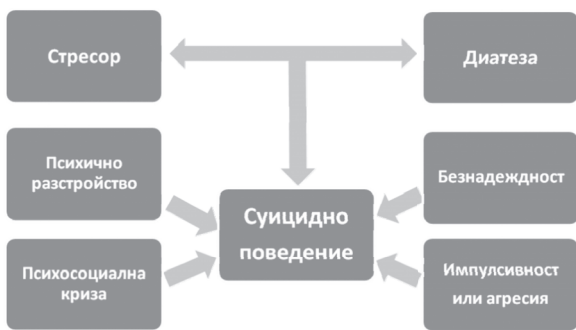 Стресор
Диатеза
Психично
разстройство
Безнадеждност
Суицидно
поведение
Психосоциална
криза
Импулсивност
или агресия